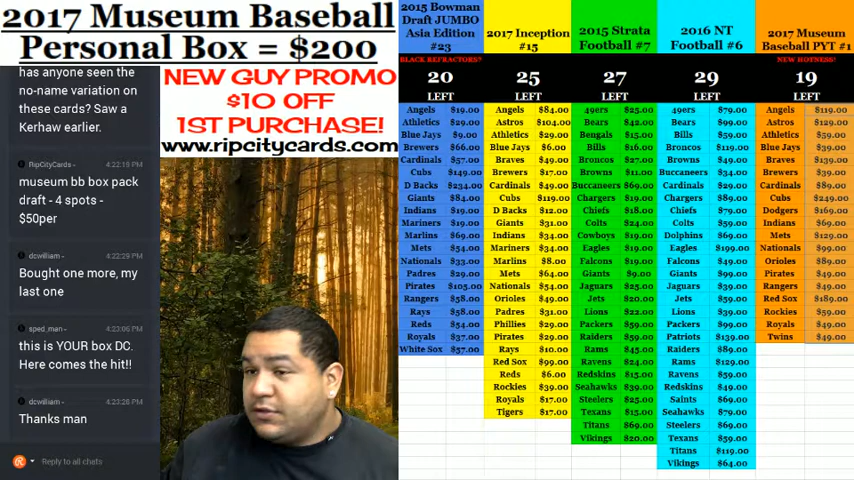 2017 Museum Baseball
Personal Box = $200
has anyone seen the
no-name variation on
these cards? Saw a
Kerhaw earlier.
RipCityCards - 4:22:19 PM
museum bb box pack
draft - 4 spots -
$50per
dcwilliam - 4:22:29 PM
Bought one more, my
last one
sped_man - 4:23:06 PM
this is YOUR box DC.
Here comes the hit!!
dcwilliam - 4:23:28 PM
Thanks man
Reply to all chats
NEW GUY PROMO
$10 OFF
1ST PURCHASE!
www.ripcitycards.com
2015 Bowman
Draft JUMBO
Asia Edition
#23
BLACK REFRACTORS?
20
LEFT
Angels $19.00
Athletics $29.00
Blue Jays $9.00
Brewers $66.00
Cardinals $57.00
Cubs $149.00
D Backs $234.00
Giants $84.00
Indians $19.00
Mariners $19.00
Marlins $69.00
Mets $54.00
Nationals $33.00
Padres $29.00
Pirates $105.00
Rangers $58.00
Rays $58.00
Reds $54.00
Royals $37.00
White Sox $57.00
2017 Inception
#15
25
LEFT
Angels $84.00
Astros $104.00
Athletics $29.00
Blue Jays $6.00
Braves $49.00
Brewers $17.00
Cardinals $49.00
Cubs $119.00
D Backs $12.00
Giants $31.00
Indians $34.00
Mariners $34.00
Marlins $8.00
Mets $64.00
Nationals $54.00
Orioles $49.00
Padres $31.00
Phillies $29.00
Pirates $29.00
Rays $10.00
Red Sox $99.00
Reds $6.00
Rockies $39.00
Royals $17.00
Tigers $17.00
2015 Strata
Football #7
27
LEFT
49ers $25.00
Bears $42.00
Bengals $15.00
Bills $16.00
Broncos $27.00
Browns $11.00
Buccaneers $69.00
Chargers $19.00
Chiefs $18.00
Colts $24.00
Cowboys $19.00
Eagles $19.00
Falcons $19.00
Giants $9.00
Jaguars $25.00
Jets $20.00
Lions $22.00
Packers $59.00
Raiders $59.00
Rams $45.00
Ravens $24.00
Redskins $15.00
Seahawks $39.00
Steelers $25.00
Texans $15.00
Titans $69.00
Vikings $20.00
2016 NT
Football #6
29
LEFT
49ers $79.00
Bears $99.00
Bills $59.00
Broncos $119.00
Browns $49.00
Buccaneers $34.00
Cardinals $29.00
Chargers $89.00
Chiefs $79.00
Colts $59.00
Dolphins $69.00
Eagles $199.00
Falcons $49.00
Giants $99.00
Jaguars $39.00
Jets $59.00
Lions $39.00
Packers $99.00
Patriots $139.00
Raiders $89.00
Rams $129.00
Ravens $59.00
Redskins $49.00
Saints $69.00
Seahawks $79.00
Steelers $69.00
Texans $59.00
Titans $119.00
Vikings $64.00
2017 Museum
Baseball PYT #1
NEW HOTNESS?
19
LEFT
Angels $119.00
Astros $129.00
Athletics $59.00
Blue Jays $39.00
Braves $139.00
Brewers $39.00
Cardinals $89.00
Cubs $249.00
Dodgers $169.00
Indians $69.00
Mets $129.00
Nationals $99.00
Orioles $89.00
Pirates $49.00
Rangers $49.00
Red Sox $189.00
Rockies $59.00
Royals $49.00
Twins $49.00